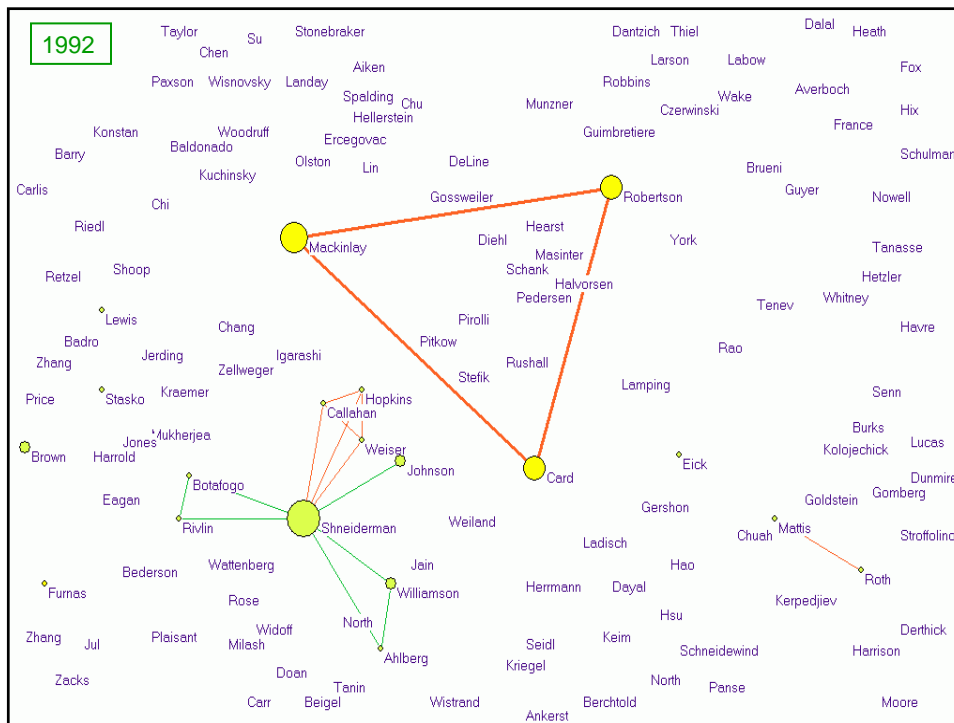 1992
Taylor
Su
Stonebraker
Dantzich
Thiel
Dalal
Heath
Chen
Aiken
Larson
Labow
Fox
Paxson
Wisnovsky
Landay
Robbins
Averboch
Spalding
Chu
Munzner
Wake
Czerwinski
Hix
Hellerstein
Konstan
Woodruff
Ercegovac
Guimbretiere
France
Barry
Baldonado
Olston
Lin
DeLine
Brueni
Schulman
Kuchinsky
Carlis
Chi
Gossweiler
Robertson
Guyer
Nowell
Riedl
Mackinlay
Diehl
Hearst
York
Tanasse
Masinter
Retzel
Shoop
Schank
Halvorsen
Hetzler
Pedersen
Whitney
Tenev
Lewis
Chang
Pirolli
Havre
Badro
Jerding
Igarashi
Pitkow
Rao
Zhang
Zellweger
Rushall
Stefik
Lamping
Senn
Price
Stasko
Kraemer
Hopkins
Callahan
Burks
Mukherjea
Jones
Weiser
Kolojechick
Lucas
Brown
Harrold
Johnson
Eick
Botafogo
Card
Dunmire
Gomberg
Eagan
Goldstein
Gershon
Rivlin
Shneiderman
Weiland
Mattis
Chuah
Stroffolino
Ladisch
Bederson
Wattenberg
Jain
Hao
Roth
Furnas
Williamson
Herrmann
Dayal
Rose
Kerpedjiev
North
Hsu
Zhang
Jul
Plaisant
Widoff
Milash
Seidl
Keim
Derthick
Schneidewind
Harrison
Ahlberg
Kriegel
Zacks
Doan
Tanin
North
Panse
Carr
Beigel
Wistrand
Berchtold
Moore
Ankerst